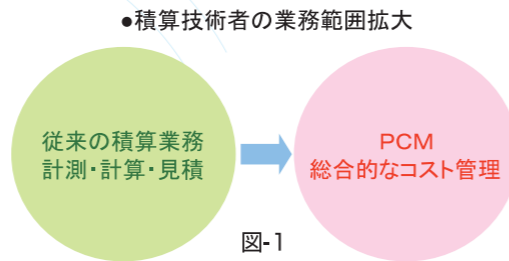 ●積算技術者の業務範囲拡大
従来の積算業務
計測・計算・見積
PCM
総合的なコスト管理
図-1